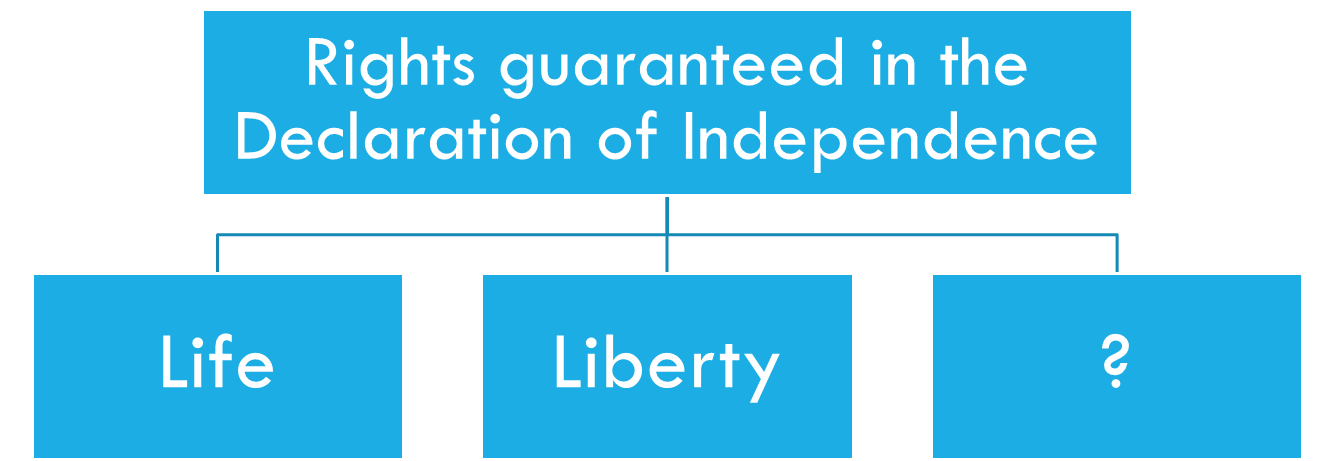 Rights guaranteed in the
Declaration of Independence
Life
Liberty
?